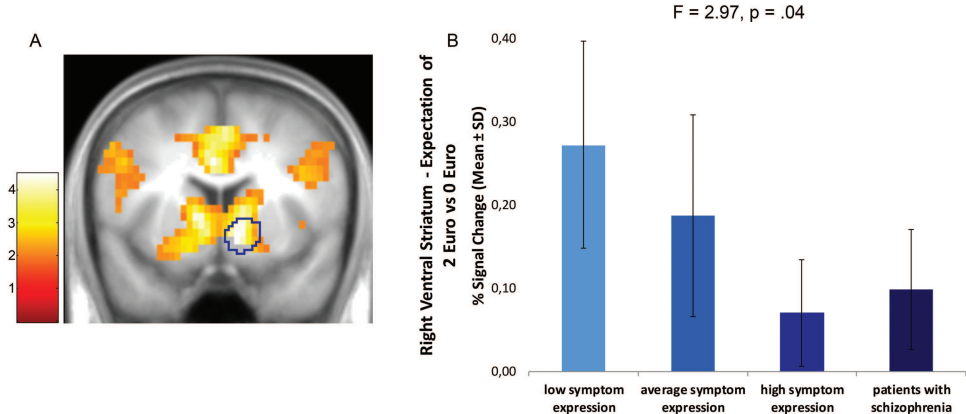 A
4
3
2
1
B
F = 2.97, p = .04
Right Ventral Striatum - Expectation of
2 Euro vs 0 Euro
% Signal Change (Mean ± SD)
0,40
0,30
0,20
0,10
0,00
low symptom
expression
average symptom
expression
high symptom
expression
patients with
schizophrenia